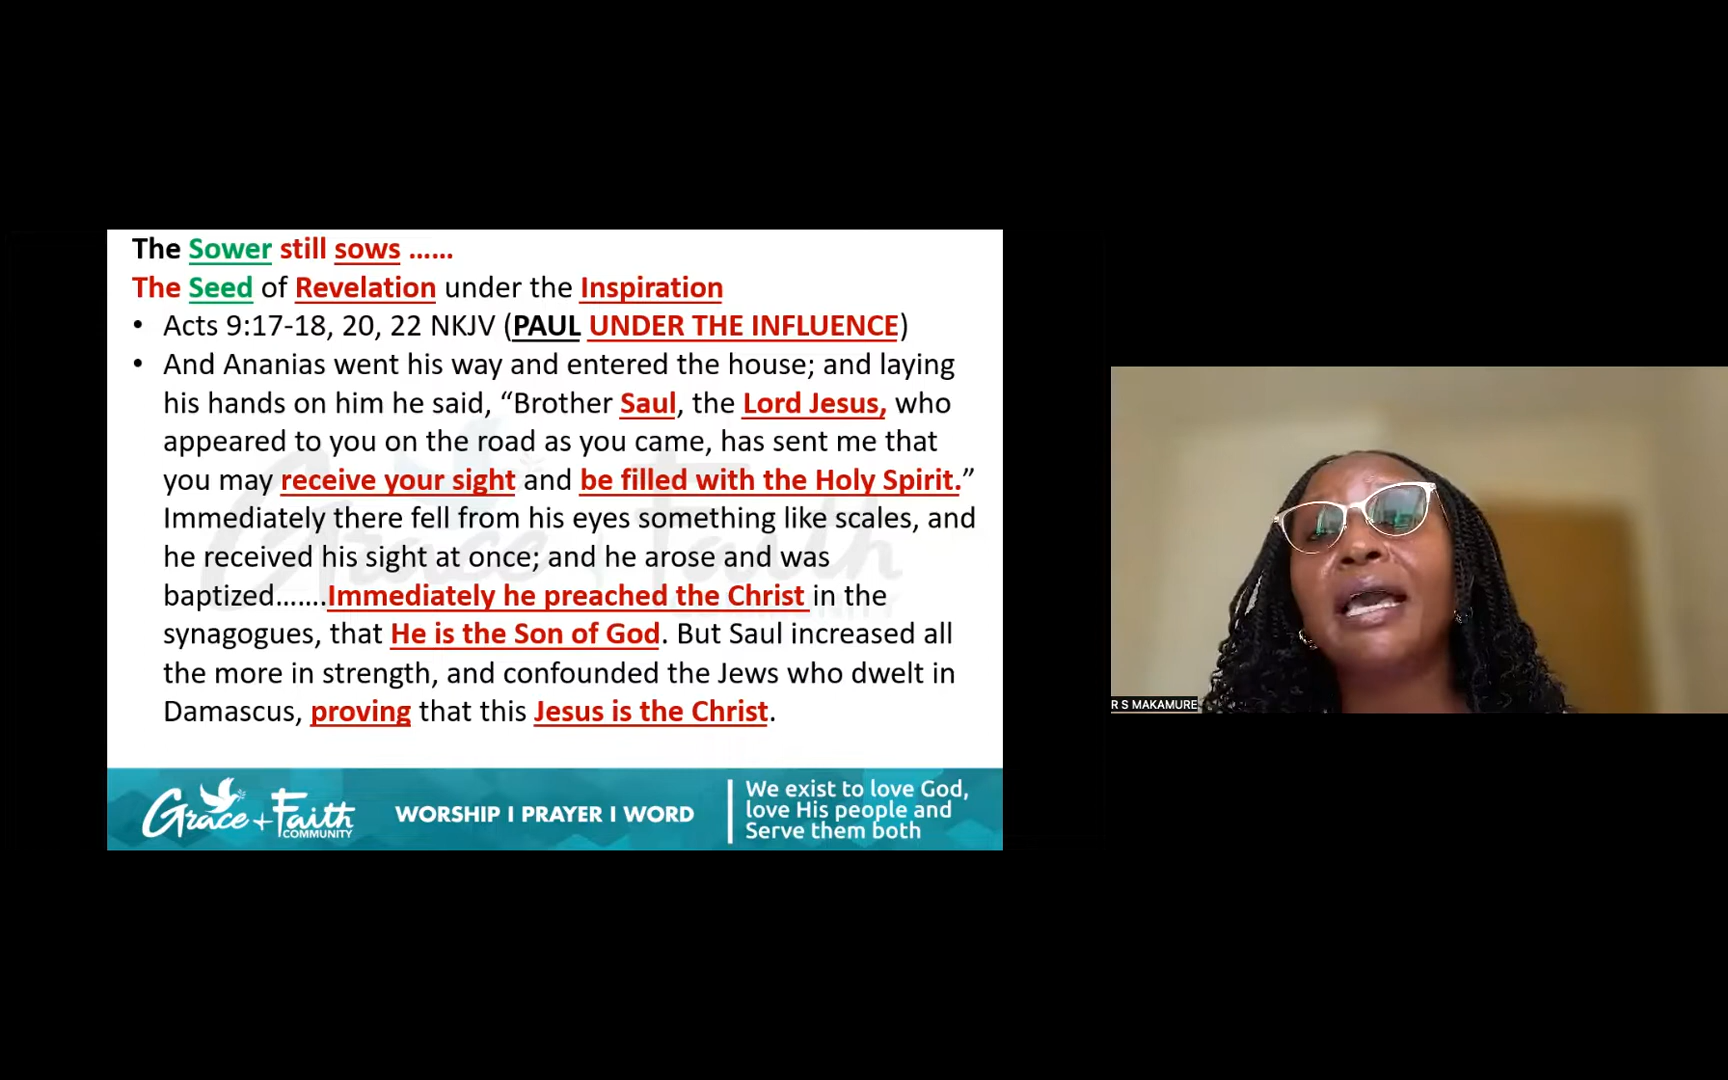 The Sower still sows ......
The Seed of Revelation under the Inspiration
• Acts 9:17-18, 20, 22 NKJV (PAUL UNDER THE INFLUENCE)
• And Ananias went his way and entered the house; and laying
his hands on him he said, “Brother Saul, the Lord Jesus, who
appeared to you on the road as you came, has sent me that
you may receive your sight and be filled with the Holy Spirit.”
Immediately there fell from his eyes something like scales, and
he received his sight at once; and he arose and was
baptized…….Immediately he preached the Christ in the
synagogues, that He is the Son of God. But Saul increased all
the more in strength, and confounded the Jews who dwelt in
Damascus, proving that this Jesus is the Christ.
Grace + Faith
COMMUNITY
WORSHIP I PRAYER I WORD
We exist to love God,
love His people and
Serve them both
R S MAKAMURE